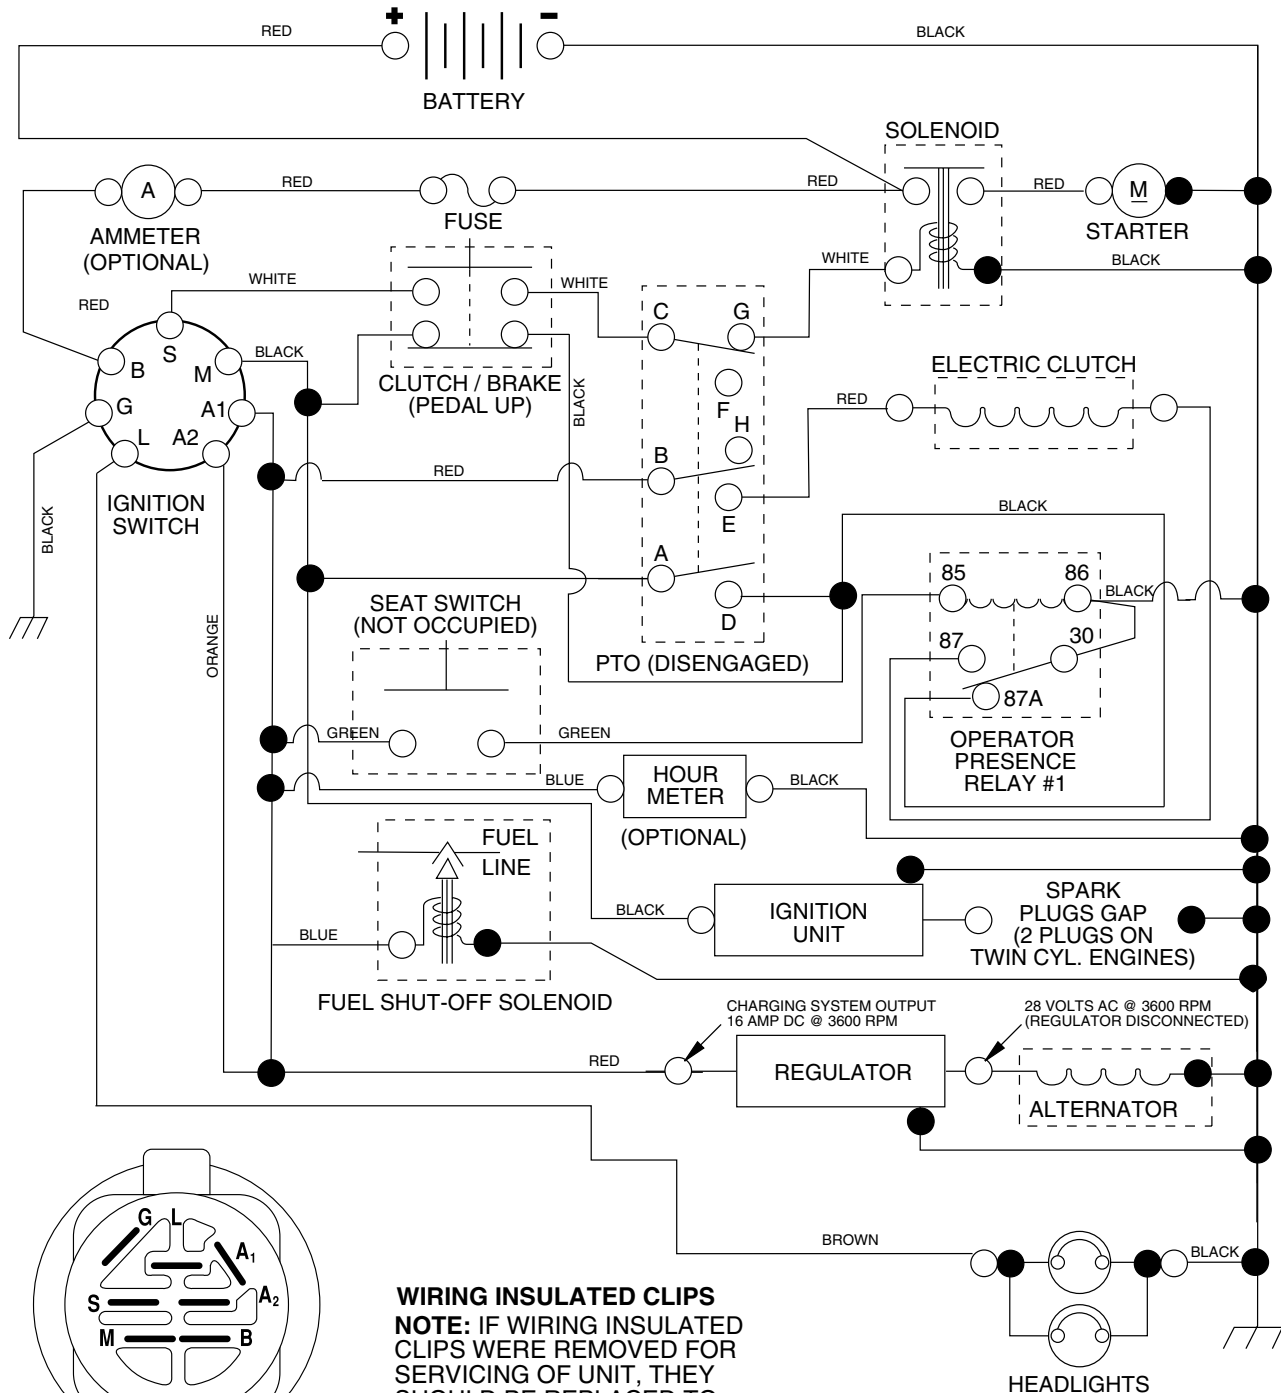 +
-
RED
BLACK
BATTERY
SOLENOID
A
RED
RED
RED
M
FUSE
STARTER
AMMETER
(OPTIONAL)
WHITE
BLACK
WHITE
WHITE
RED
C
G
S
B
M
BLACK
CLUTCH / BRAKE
(PEDAL UP)
BLACK
ELECTRIC CLUTCH
F
RED
G
A1
L
A2
H
B
RED
IGNITION
SWITCH
BLACK
E
BLACK
A
85
86
BLACK
SEAT SWITCH
(NOT OCCUPIED)
D
ORANGE
87
30
PTO (DISENGAGED)
87A
GREEN
GREEN
OPERATOR
PRESENCE
RELAY #1
BLUE
HOUR
METER
BLACK
(OPTIONAL)
FUEL
LINE
SPARK
PLUGS GAP
(2 PLUGS ON
TWIN CYL. ENGINES)
BLACK
IGNITION
UNIT
BLUE
FUEL SHUT-OFF SOLENOID
CHARGING SYSTEM OUTPUT
16 AMP DC @ 3600 RPM
28 VOLTS AC @ 3600 RPM
(REGULATOR DISCONNECTED)
RED
REGULATOR
ALTERNATOR
G L
A1
BROWN
BLACK
S
A2
M
B
WIRING INSULATED CLIPS
NOTE: IF WIRING INSULATED
CLIPS WERE REMOVED FOR
SERVICING OF UNIT, THEY
SHOULD BE REPLACED TO
HEADLIGHTS